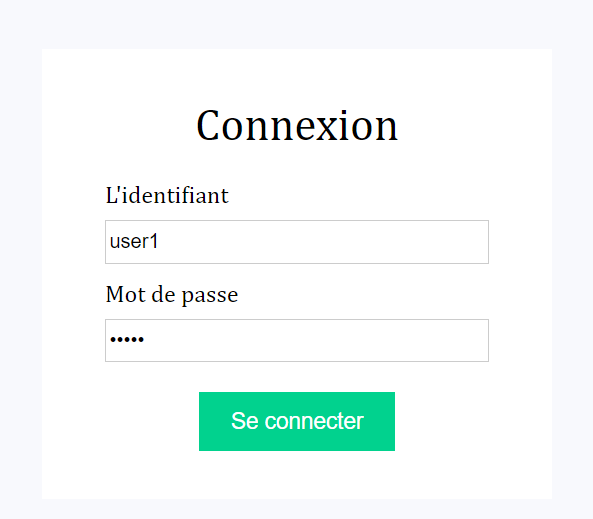 Connexion
L'identifiant
user1
Mot de passe
•••••
Se connecter